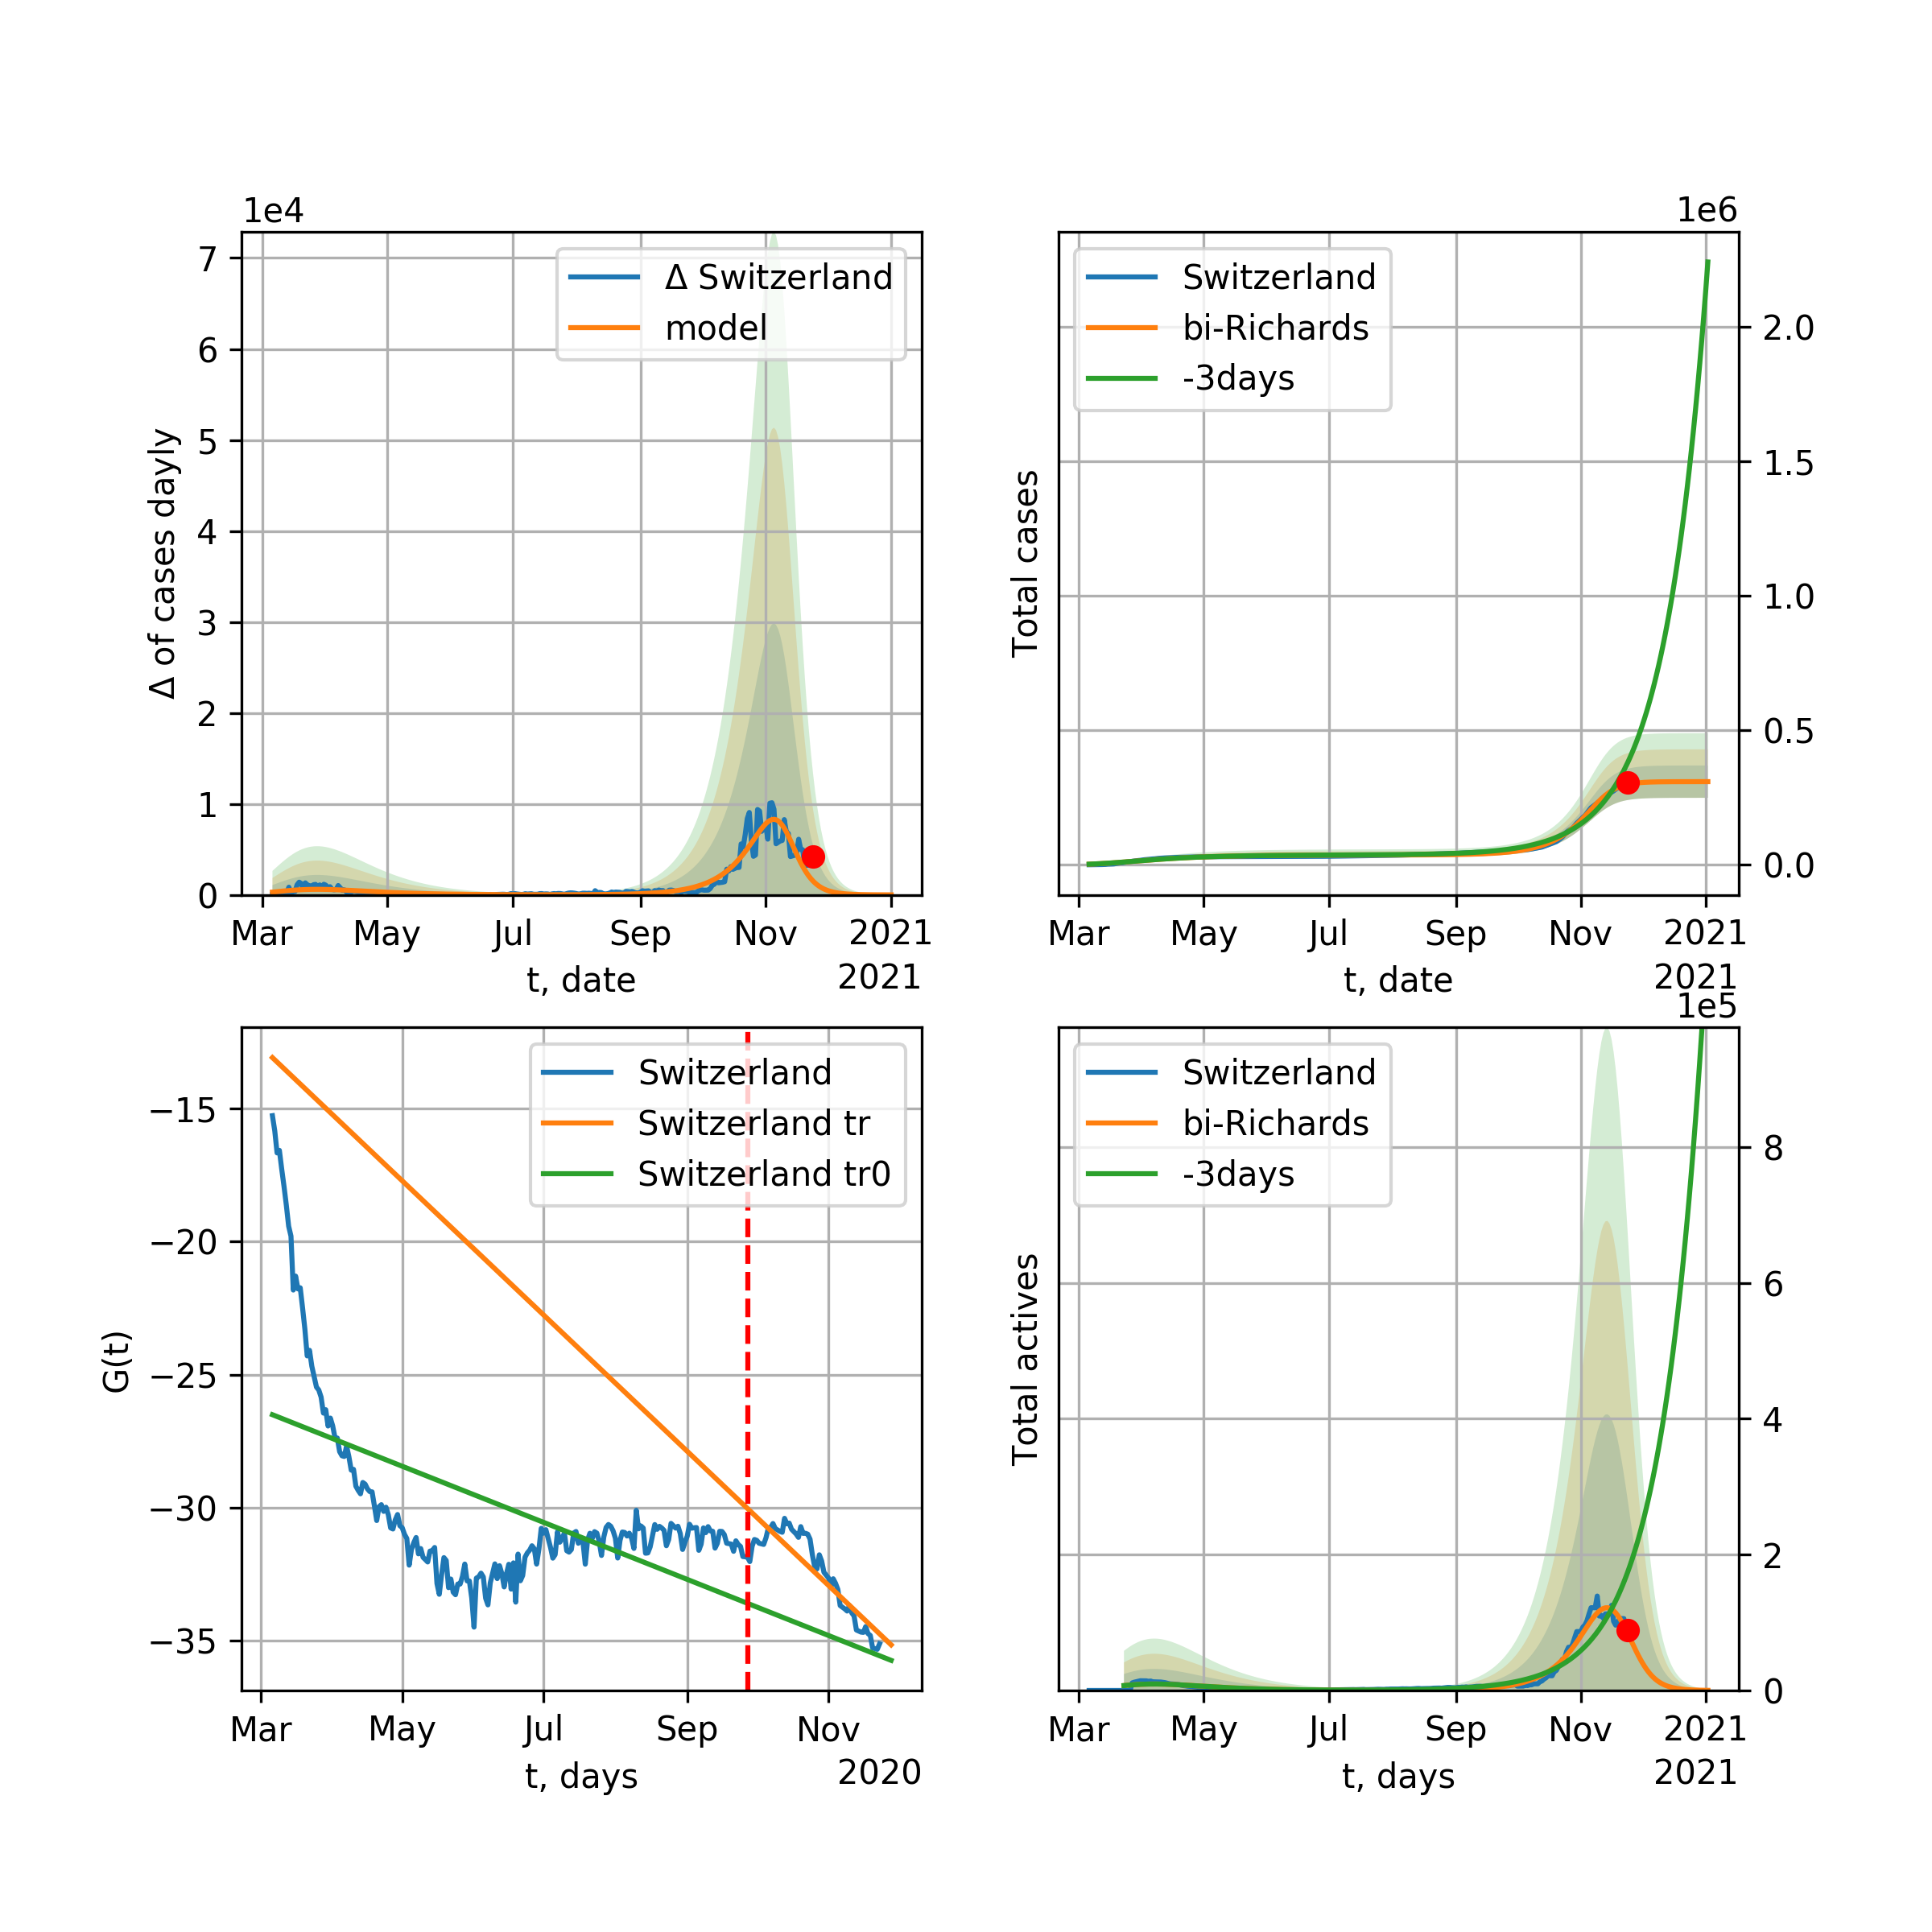 1e4
7
6
5
4
3
2
1
0
Δ of cases dayly
Δ Switzerland
model
Mar May Jul Sep Nov 2021
t, date
2021
1e6
Total cases
Switzerland
bi-Richards
-3days
2.0
1.5
1.0
0.5
0.0
Mar May Jul Sep Nov 2021
t, date
2021
−15
−20
−25
−30
−35
G(t)
Switzerland
Switzerland tr
Switzerland tr0
Mar May Jul Sep Nov
t, days
2020
1e5
Total actives
Switzerland
bi-Richards
-3days
8
6
4
2
0
Mar May Jul Sep Nov 2021
t, days
2021